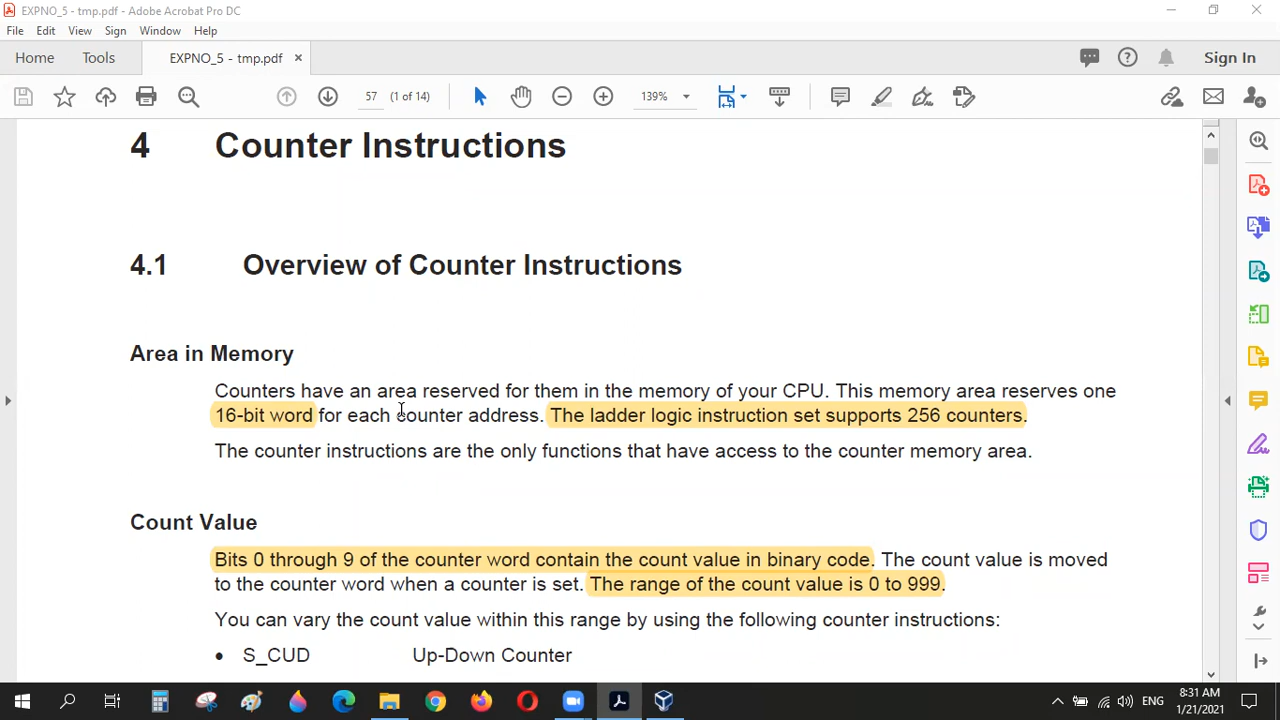 EXPNO_5 - tmp.pdf - Adobe Acrobat Pro DC
File Edit View Sign Window Help
Home Tools EXPNO_5 - tmp.pdf × Sign In
57 (1 of 14) 139%
4 Counter Instructions
4.1 Overview of Counter Instructions
Area in Memory
Counters have an area reserved for them in the memory of your CPU. This memory area reserves one
16-bit word for each counter address. The ladder logic instruction set supports 256 counters.
The counter instructions are the only functions that have access to the counter memory area.
Count Value
Bits 0 through 9 of the counter word contain the count value in binary code. The count value is moved
to the counter word when a counter is set. The range of the count value is 0 to 999.
You can vary the count value within this range by using the following counter instructions:
• S_CUD Up-Down Counter
ENG 8:31 AM
1/21/2021